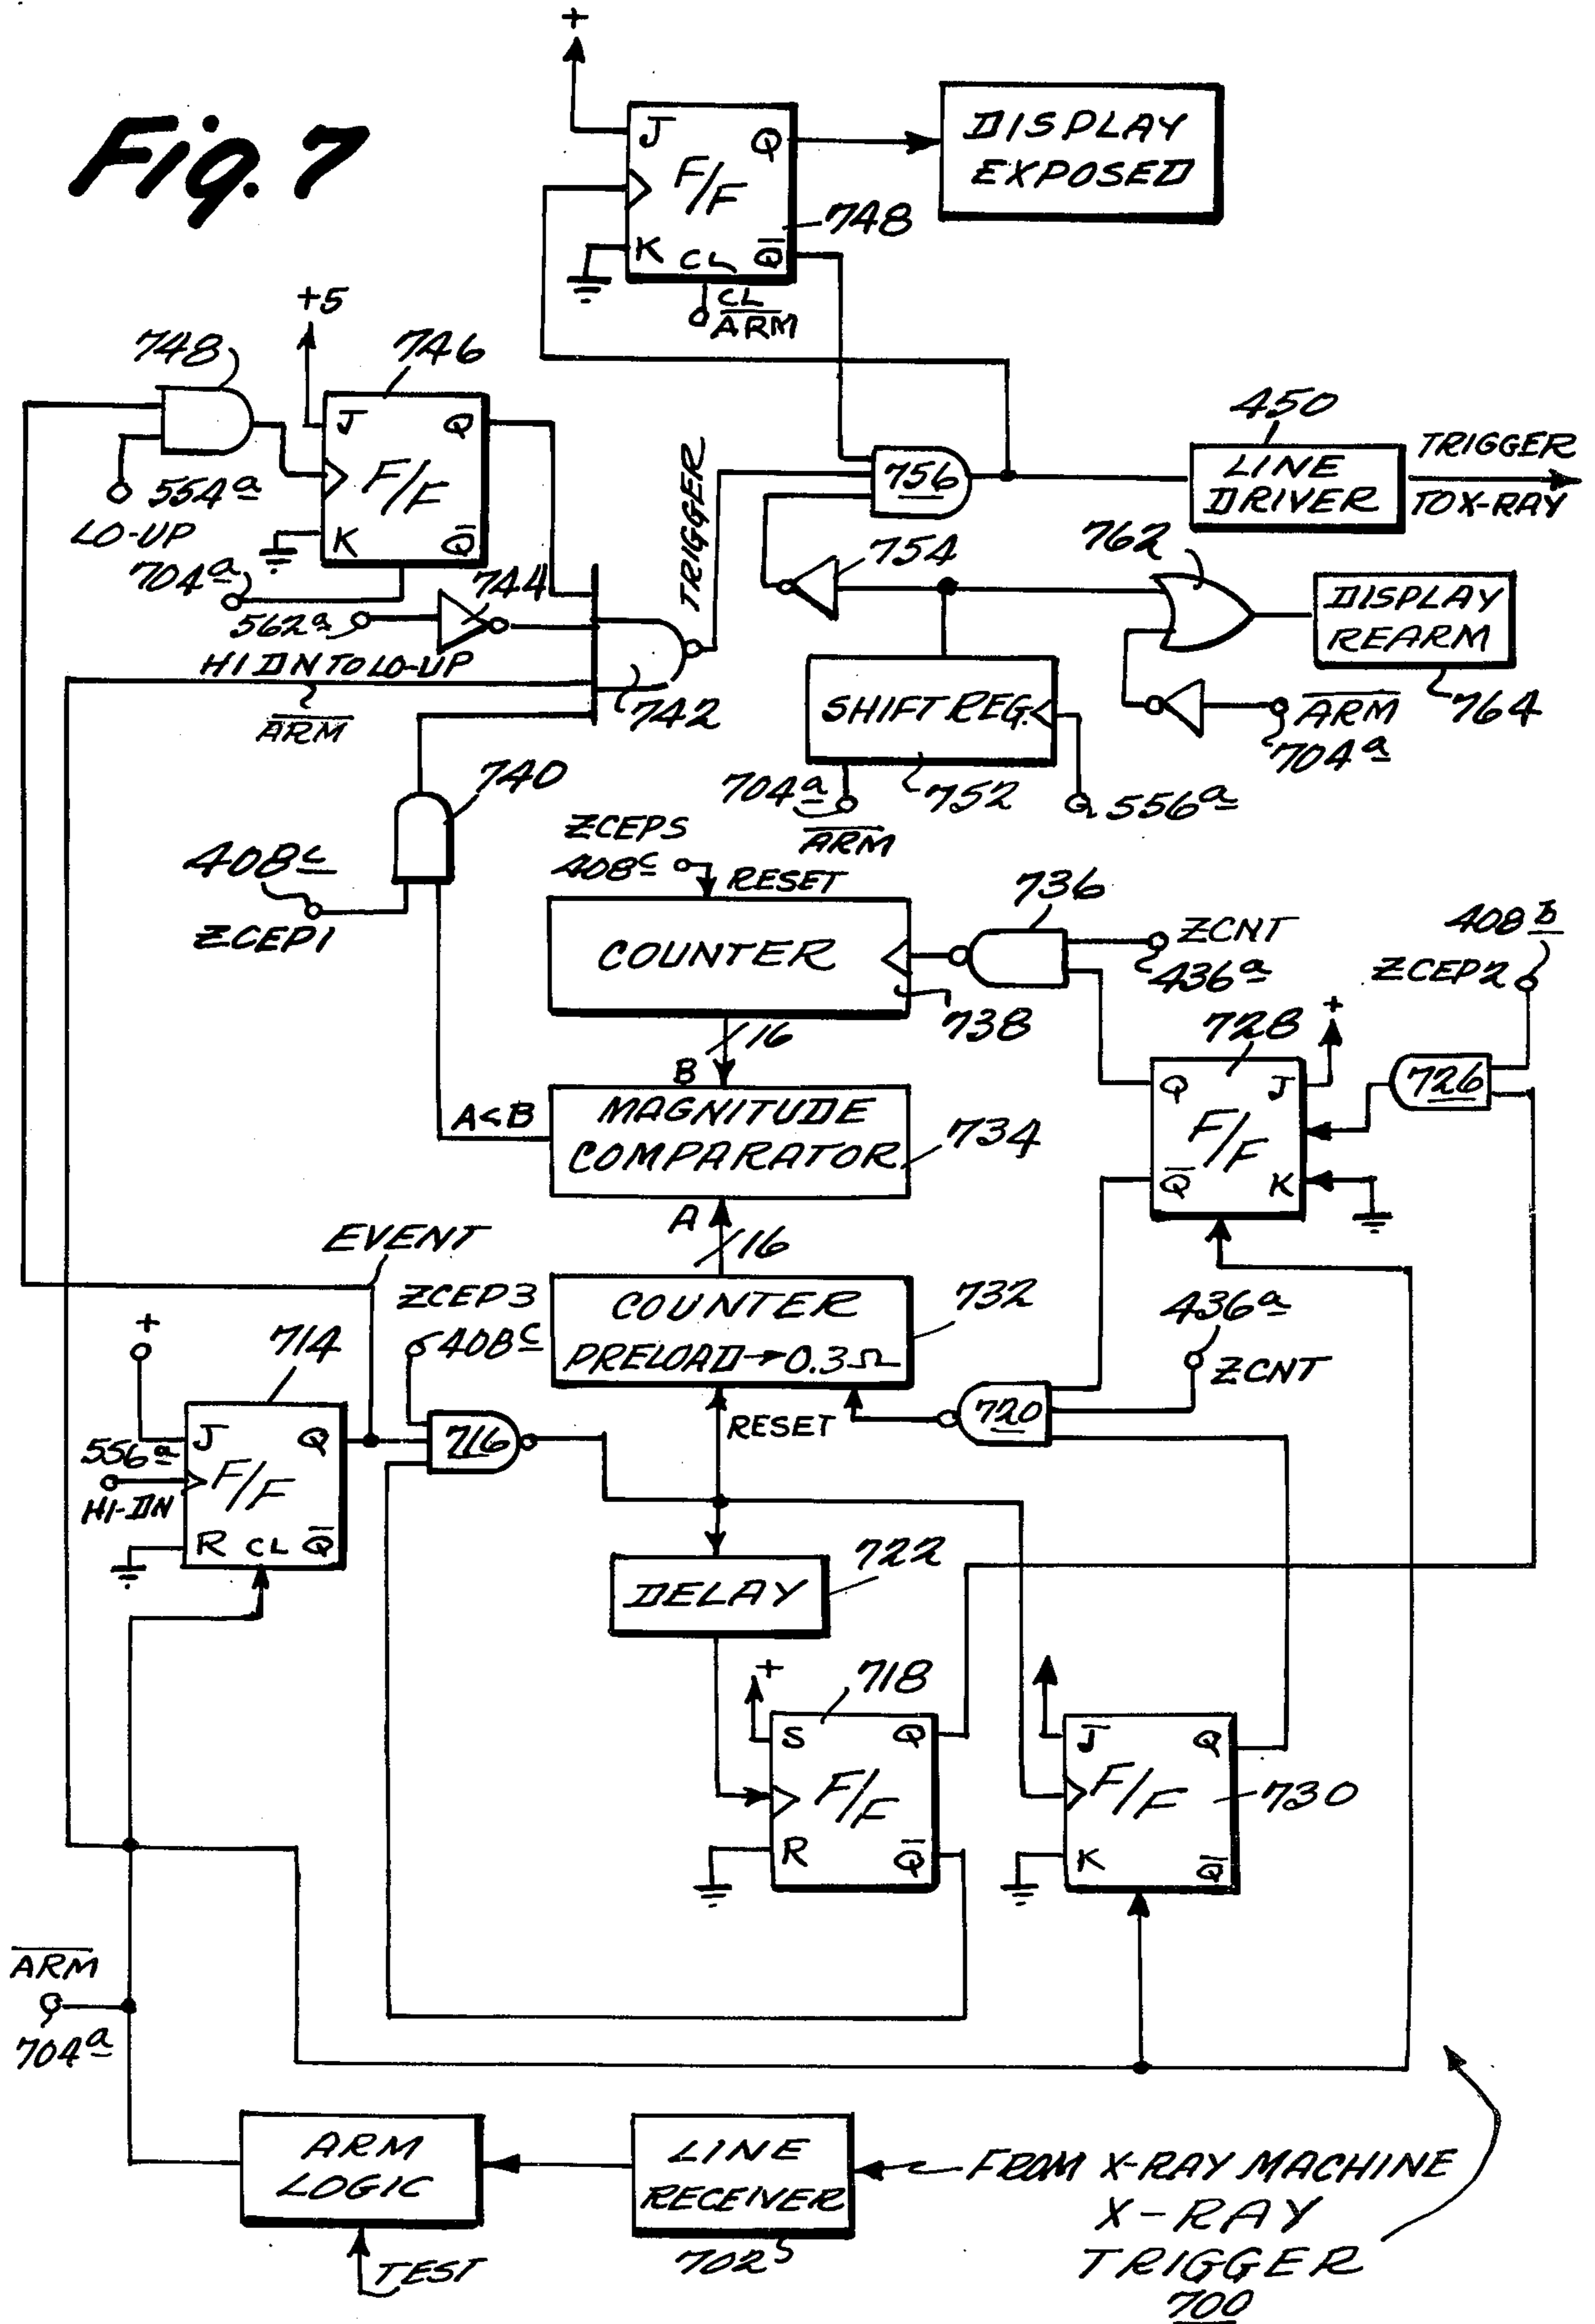 Fig. 7
+
J Q
F/F
K CL Q̅
748
CL
A̅R̅M̅
DISPLAY
EXPOSED
748
+5
746
J Q
F/F
K Q̅
554a
LO-UP
704a
562a
744
HI DN TO LO-UP
A̅R̅M̅
742
TRIGGER
756
450
LINE
DRIVER
TRIGGER
TO X-RAY
754
762
DISPLAY
REARM
764
SHIFT REG.
752
704a
A̅R̅M̅
556a
A̅R̅M̅
704a
740
408c
ZCEP1
ZCEPS
408c
RESET
COUNTER
738
736
ZCNT
436a
408b
ZCEP2
726
728
+
Q J
F/F
Q̅ K
16
B
A<B
MAGNITUDE
COMPARATOR
734
A
16
EVENT
ZCEP3
408c
COUNTER
PRELOAD→0.3Ω
732
436a
ZCNT
720
RESET
+
714
J Q
F/F
R CL Q̅
556a
HI-DN
716
DELAY
722
+
718
S Q
F/F
R Q̅
J Q
F/F
K Q̅
730
A̅R̅M̅
704a
ARM
LOGIC
TEST
LINE
RECEIVER
702
FROM X-RAY MACHINE
X-RAY
TRIGGER
700